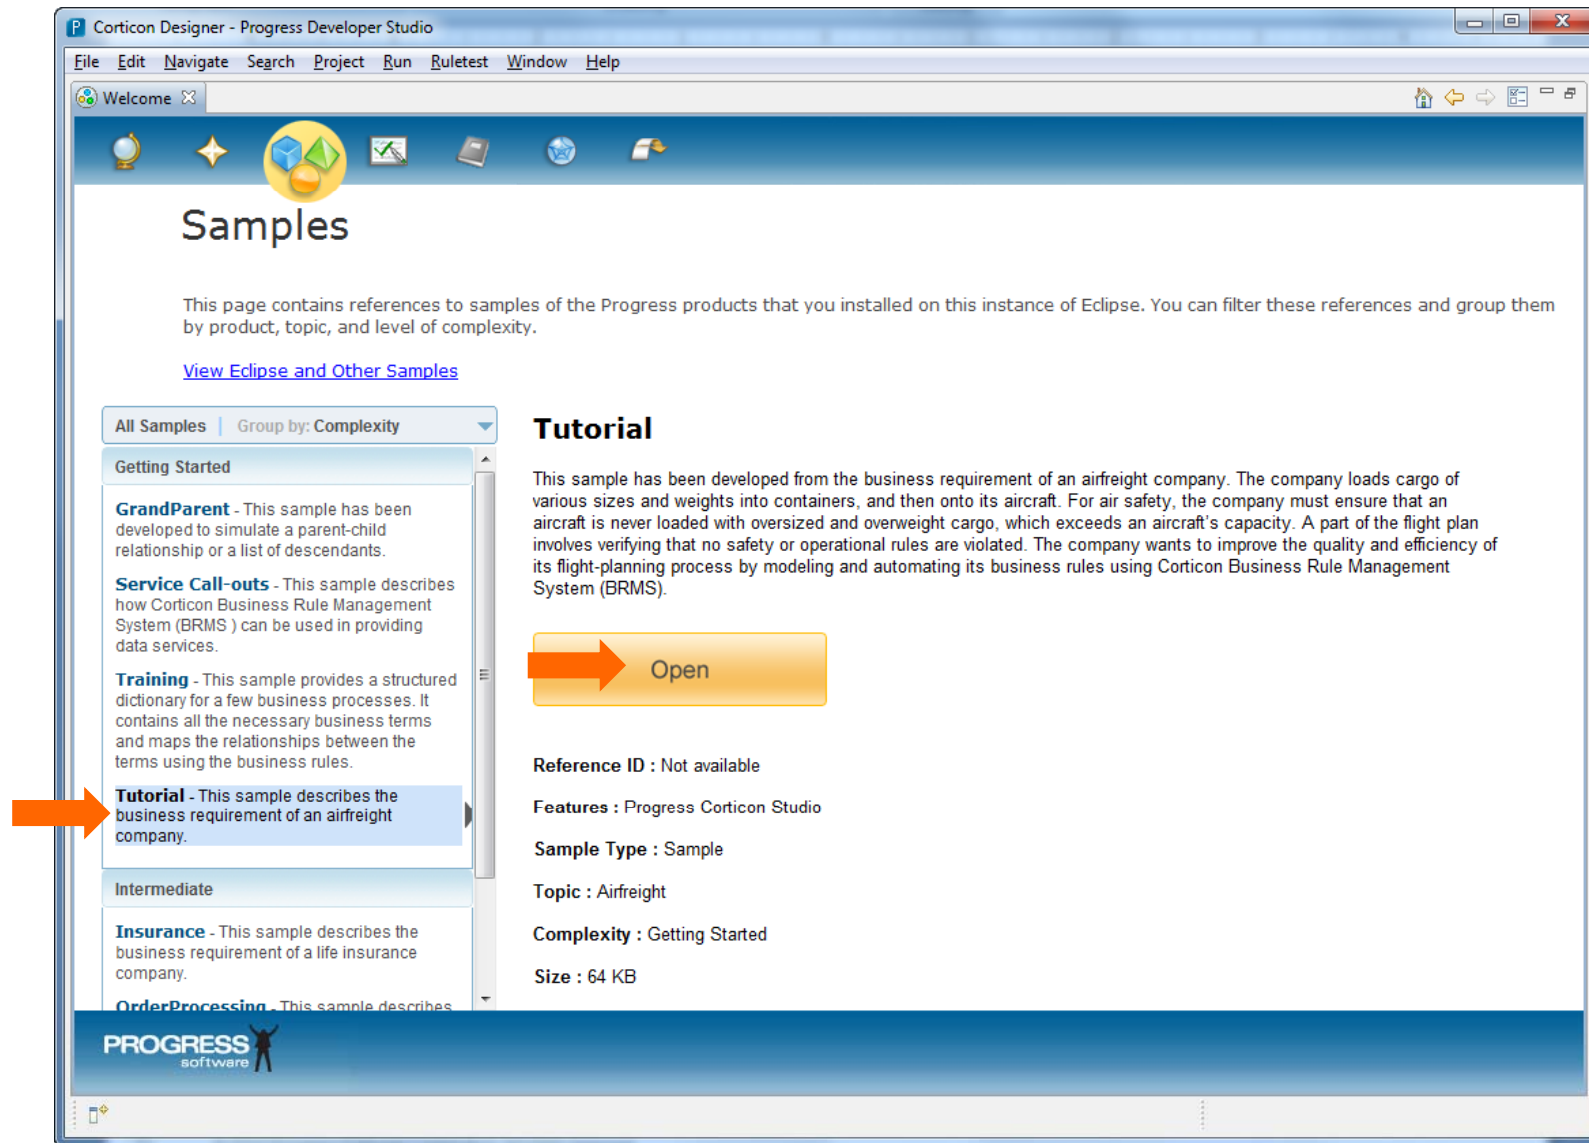 Corticon Designer - Progress Developer Studio
File Edit Navigate Search Project Run Ruletest Window Help
Welcome
Samples
This page contains references to samples of the Progress products that you installed on this instance of Eclipse. You can filter these references and group them
by product, topic, and level of complexity.
View Eclipse and Other Samples
All Samples | Group by: Complexity
Getting Started
GrandParent - This sample has been
developed to simulate a parent-child
relationship or a list of descendants.
Service Call-outs - This sample describes
how Corticon Business Rule Management
System (BRMS ) can be used in providing
data services.
Training - This sample provides a structured
dictionary for a few business processes. It
contains all the necessary business terms
and maps the relationships between the
terms using the business rules.
Tutorial - This sample describes the
business requirement of an airfreight
company.
Intermediate
Insurance - This sample describes the
business requirement of a life insurance
company.
OrderProcessing - This sample describes
Tutorial
This sample has been developed from the business requirement of an airfreight company. The company loads cargo of
various sizes and weights into containers, and then onto its aircraft. For air safety, the company must ensure that an
aircraft is never loaded with oversized and overweight cargo, which exceeds an aircraft's capacity. A part of the flight plan
involves verifying that no safety or operational rules are violated. The company wants to improve the quality and efficiency of
its flight-planning process by modeling and automating its business rules using Corticon Business Rule Management
System (BRMS).
Open
Reference ID : Not available
Features : Progress Corticon Studio
Sample Type : Sample
Topic : Airfreight
Complexity : Getting Started
Size : 64 KB
PROGRESS
software